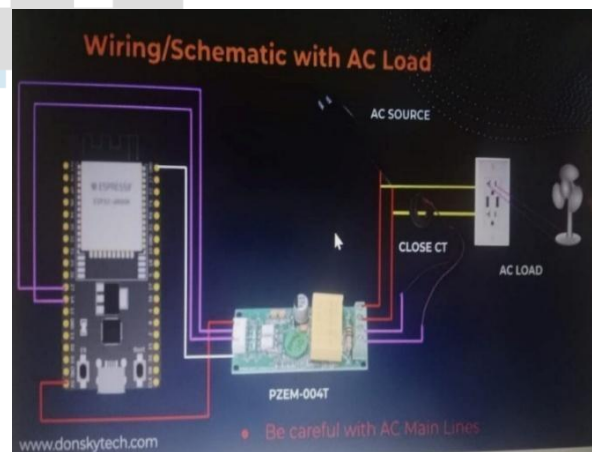 Wiring/Schematic with AC Load
AC SOURCE
CLOSE CT
AC LOAD
PZEM-004T
www.donskytech.com
• Be careful with AC Main Lines